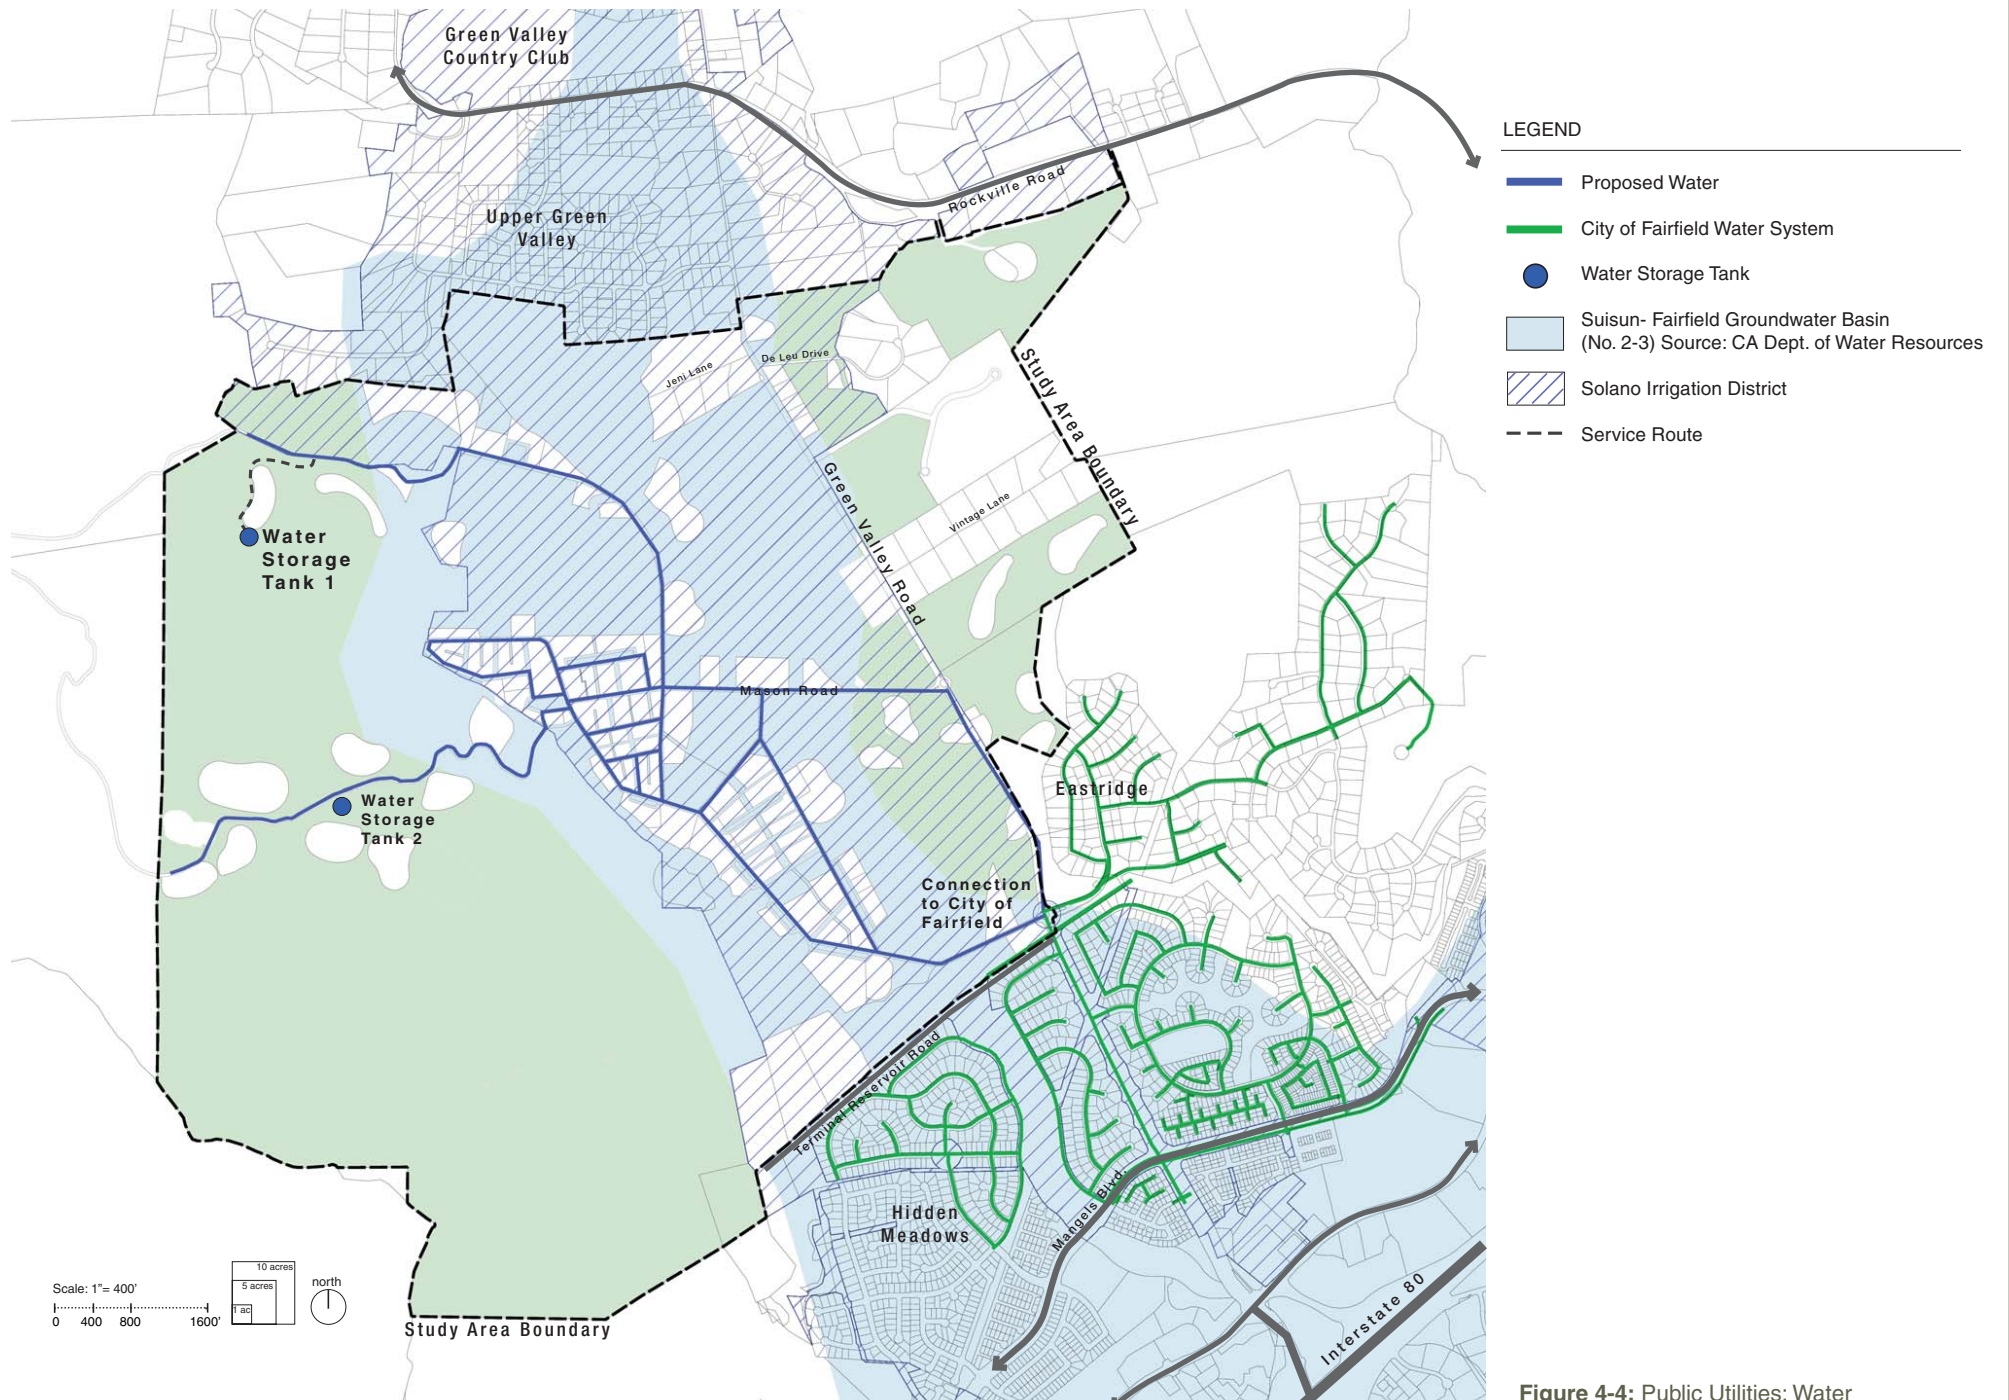 Green Valley
Country Club
Upper Green
Valley
Rockville Road
Jeni Lane
De Leu Drive
Study Area Boundary
Green Valley Road
Vintage Lane
Water
Storage
Tank 1
Mason Road
Water
Storage
Tank 2
Eastridge
Connection
to City of
Fairfield
Terminal Reservoir Road
Hidden
Meadows
Mangels Blvd.
Interstate 80
Study Area Boundary
Scale: 1"= 400'
0 400 800 1600'
10 acres
5 acres
1 ac
north
LEGEND
Proposed Water
City of Fairfield Water System
Water Storage Tank
Suisun- Fairfield Groundwater Basin
(No. 2-3) Source: CA Dept. of Water Resources
Solano Irrigation District
Service Route
Figure 4-4: Public Utilities: Water